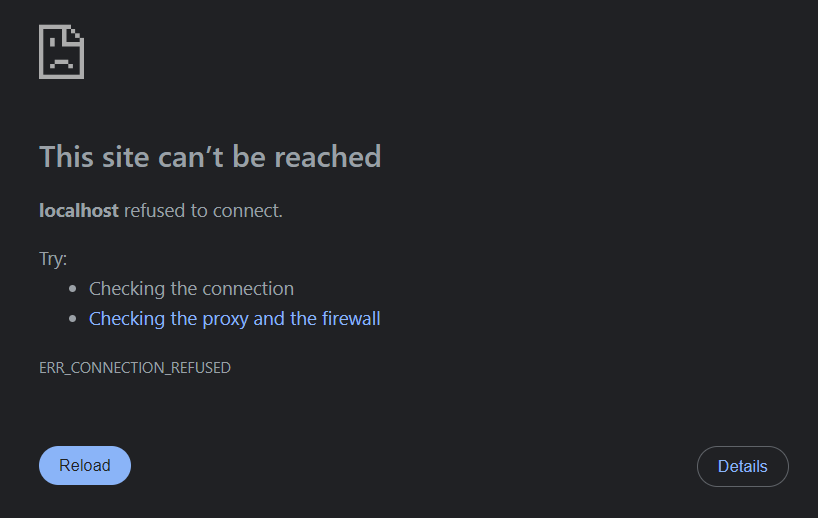 This site can’t be reached
localhost refused to connect.
Try:
Checking the connection
Checking the proxy and the firewall
ERR_CONNECTION_REFUSED
Reload
Details